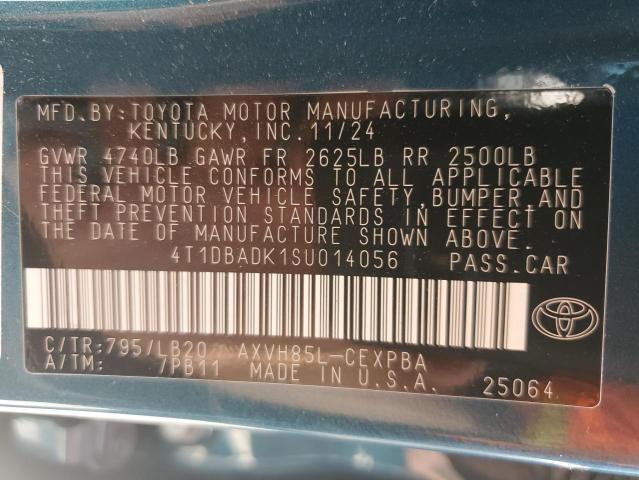 MFD.BY:TOYOTA MOTOR MANUFACTURING,
KENTUCKY,INC.11/24
GVWR 4740LB GAWR FR 2625LB RR 2500LB
THIS VEHICLE CONFORMS TO ALL APPLICABLE
FEDERAL MOTOR VEHICLE SAFETY,BUMPER,AND
THEFT PREVENTION STANDARDS IN EFFECT ON
THE DATE OF MANUFACTURE SHOWN ABOVE.
4T1DBADK1SU014056 PASS.CAR
C/TR:795/LB20 AXVH85L-CEXPBA
A/TM: /PB11 MADE IN U.S.A. 25064